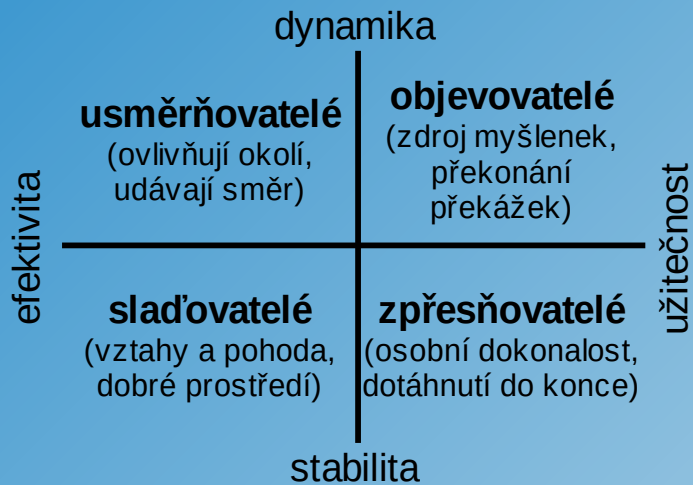 dynamika
usměrňovatelé
(ovlivňují okolí,
udávají směr)
objevovatelé
(zdroj myšlenek,
překonání
překážek)
efektivita
užitečnost
slaďovatelé
(vztahy a pohoda,
dobré prostředí)
zpřesňovatelé
(osobní dokonalost,
dotáhnutí do konce)
stabilita